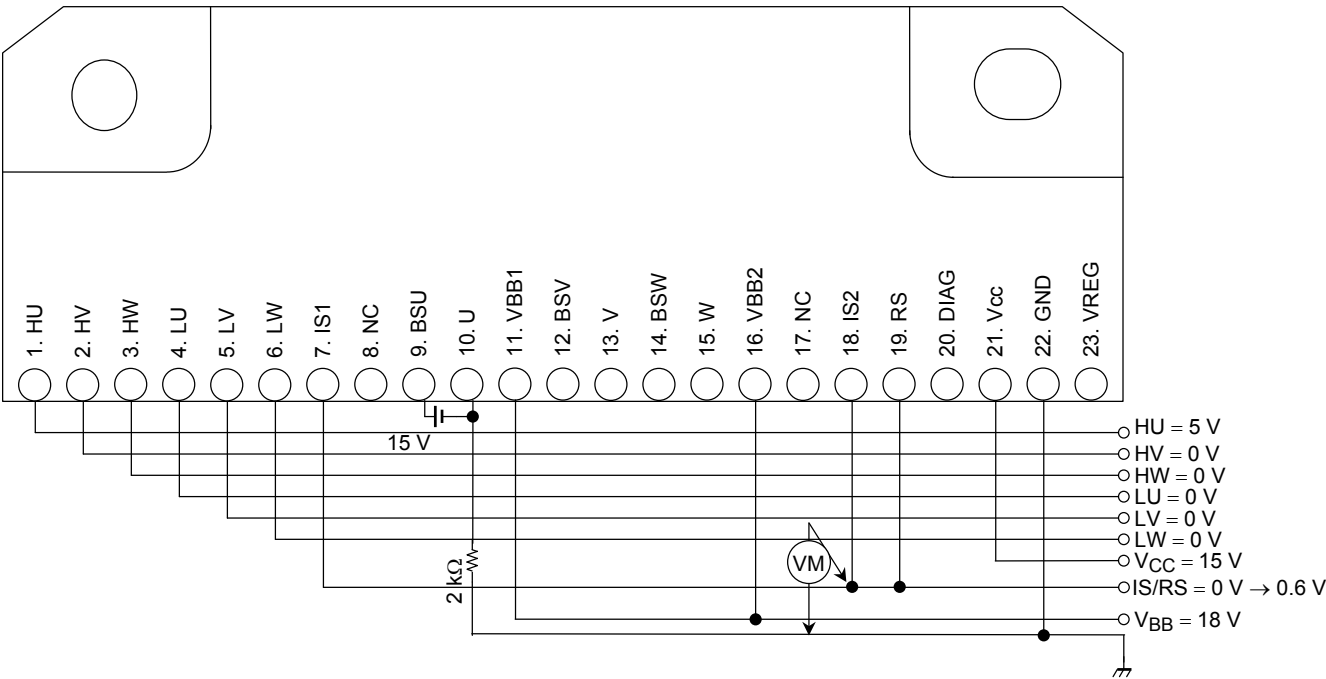 1. HU
2. HV
3. HW
4. LU
5. LV
6. LW
7. IS1
8. NC
9. BSU
10. U
11. VBB1
12. BSV
13. V
14. BSW
15. W
16. VBB2
17. NC
18. IS2
19. RS
20. DIAG
21. Vcc
22. GND
23. VREG
15 V
2 kΩ
VM
HU = 5 V
HV = 0 V
HW = 0 V
LU = 0 V
LV = 0 V
LW = 0 V
VCC = 15 V
IS/RS = 0 V → 0.6 V
VBB = 18 V